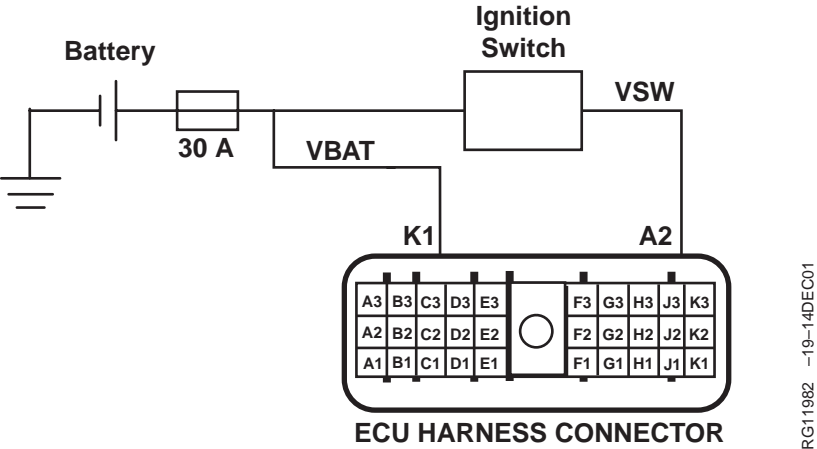 Ignition
Switch
Battery
VSW
30 A
VBAT
K1
A2
A3 B3 C3 D3 E3 F3 G3 H3 J3 K3
A2 B2 C2 D2 E2 F2 G2 H2 J2 K2
A1 B1 C1 D1 E1 F1 G1 H1 J1 K1
ECU HARNESS CONNECTOR
RG11982 –19–14DEC01